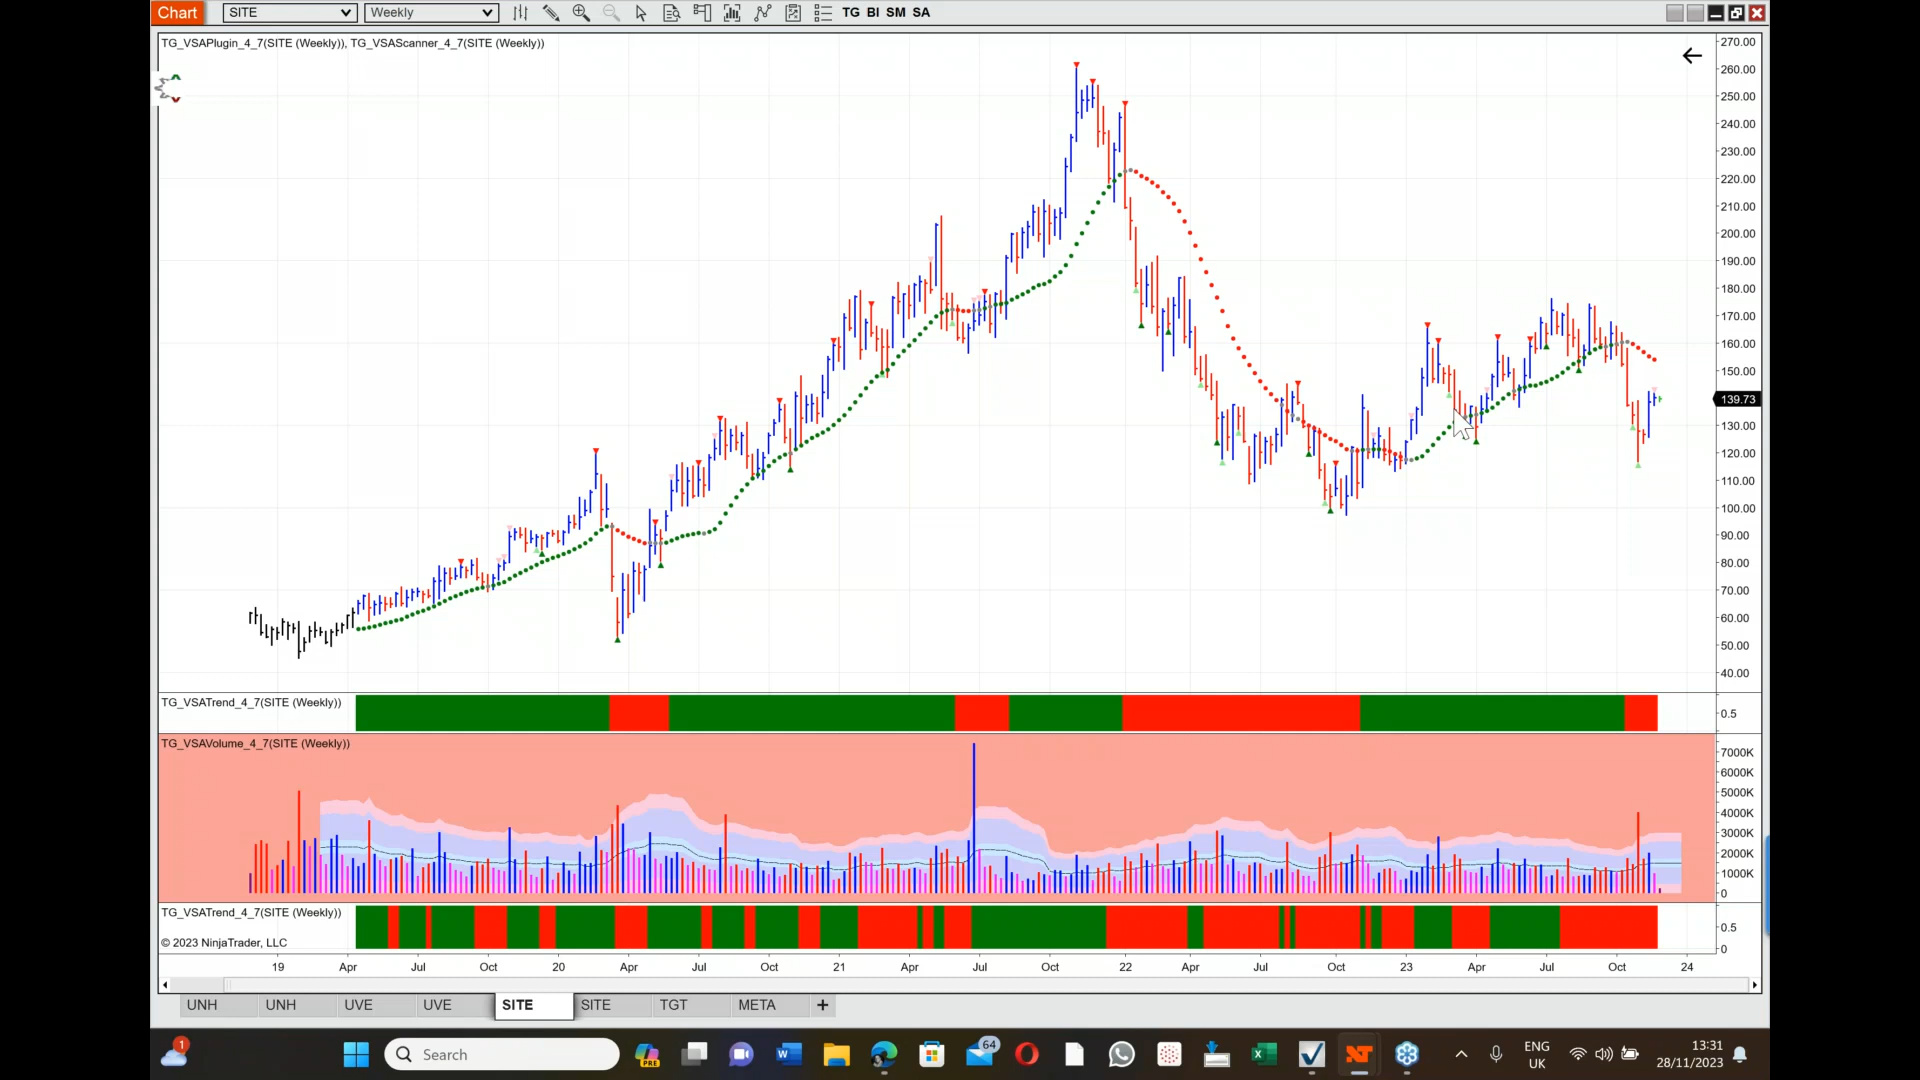 Chart SITE Weekly TG BI SM SA
TG_VSAPlugin_4_7(SITE (Weekly)), TG_VSAScanner_4_7(SITE (Weekly))
270.00
260.00
250.00
240.00
230.00
220.00
210.00
200.00
190.00
180.00
170.00
160.00
150.00
139.73
130.00
120.00
110.00
100.00
90.00
80.00
70.00
60.00
50.00
40.00
TG_VSATrend_4_7(SITE (Weekly))
0.5
TG_VSAVolume_4_7(SITE (Weekly))
7000K
6000K
5000K
4000K
3000K
2000K
1000K
0
TG_VSATrend_4_7(SITE (Weekly))
0.5
© 2023 NinjaTrader, LLC
0
19 Apr Jul Oct 20 Apr Jul Oct 21 Apr Jul Oct 22 Apr Jul Oct 23 Apr Jul Oct 24
UNH UNH UVE UVE SITE SITE TGT META +
1 Search PRE 64 ENG 13:31
UK 28/11/2023